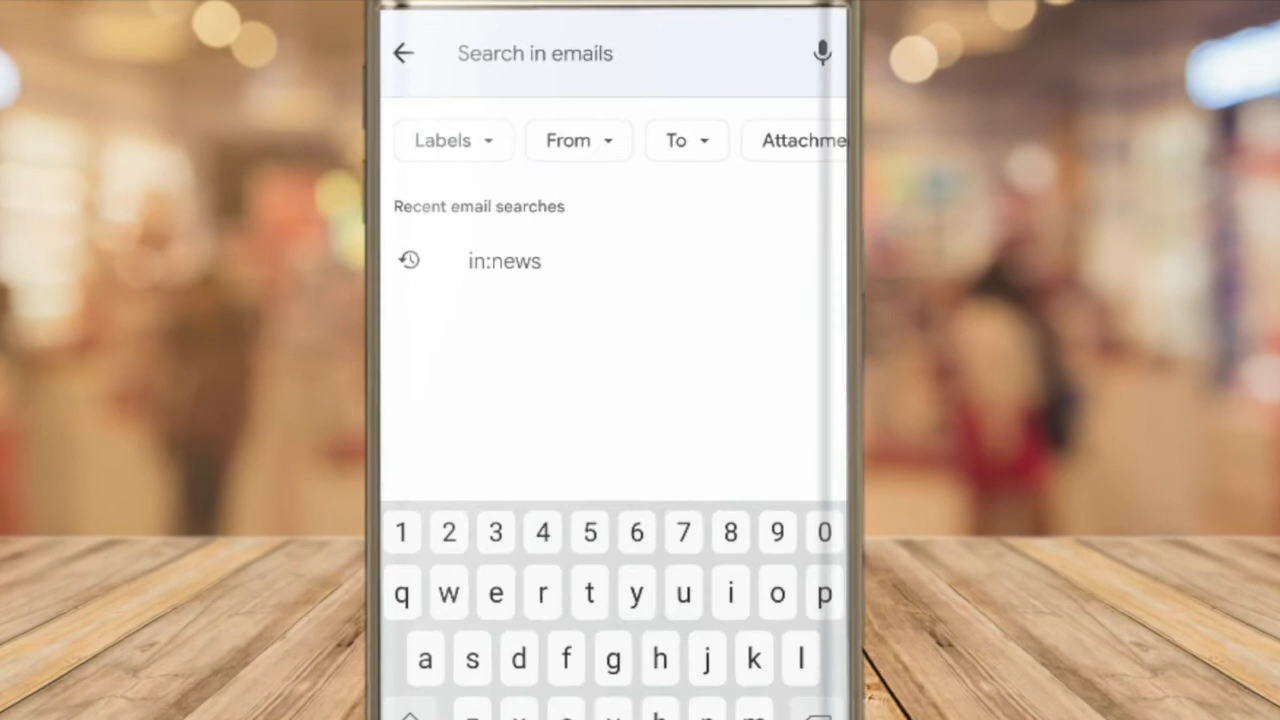 Search in emails
Labels From To Attachme
Recent email searches
in:news
1 2 3 4 5 6 7 8 9 0
q w e r t y u i o p
a s d f g h j k l